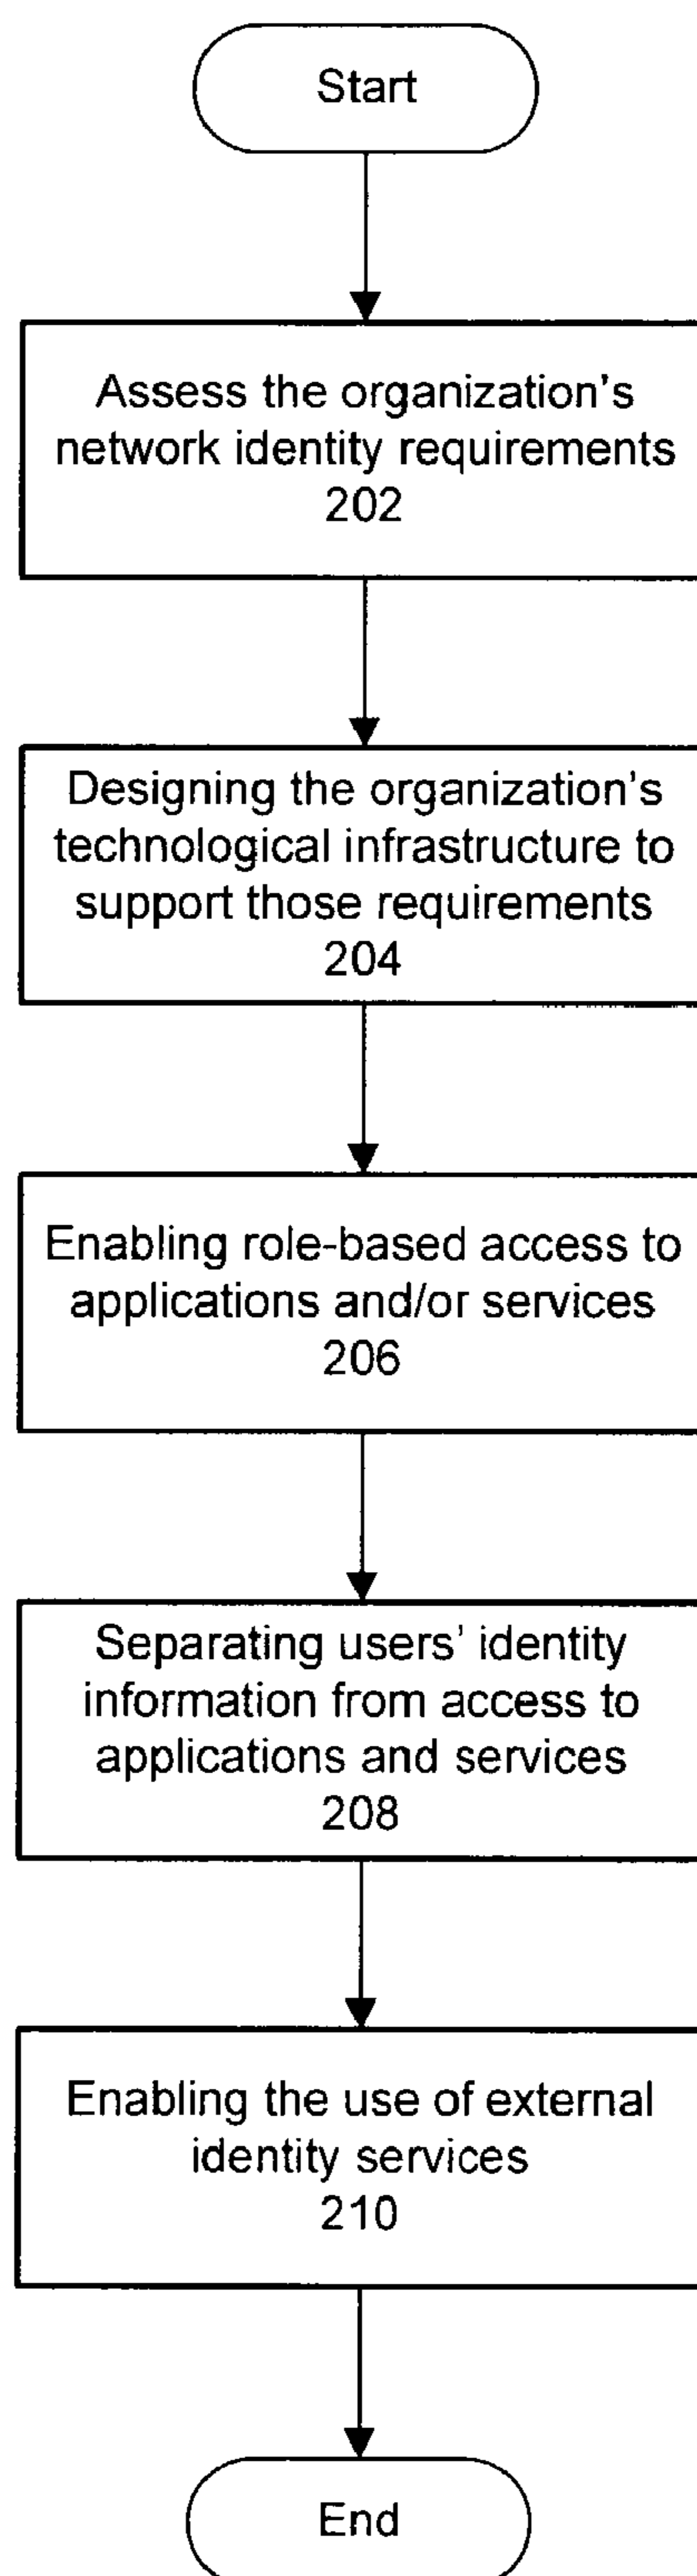 Start
Assess the organization's
network identity requirements
202
Designing the organization's
technological infrastructure to
support those requirements
204
Enabling role-based access to
applications and/or services
206
Separating users' identity
information from access to
applications and services
208
Enabling the use of external
identity services
210
End